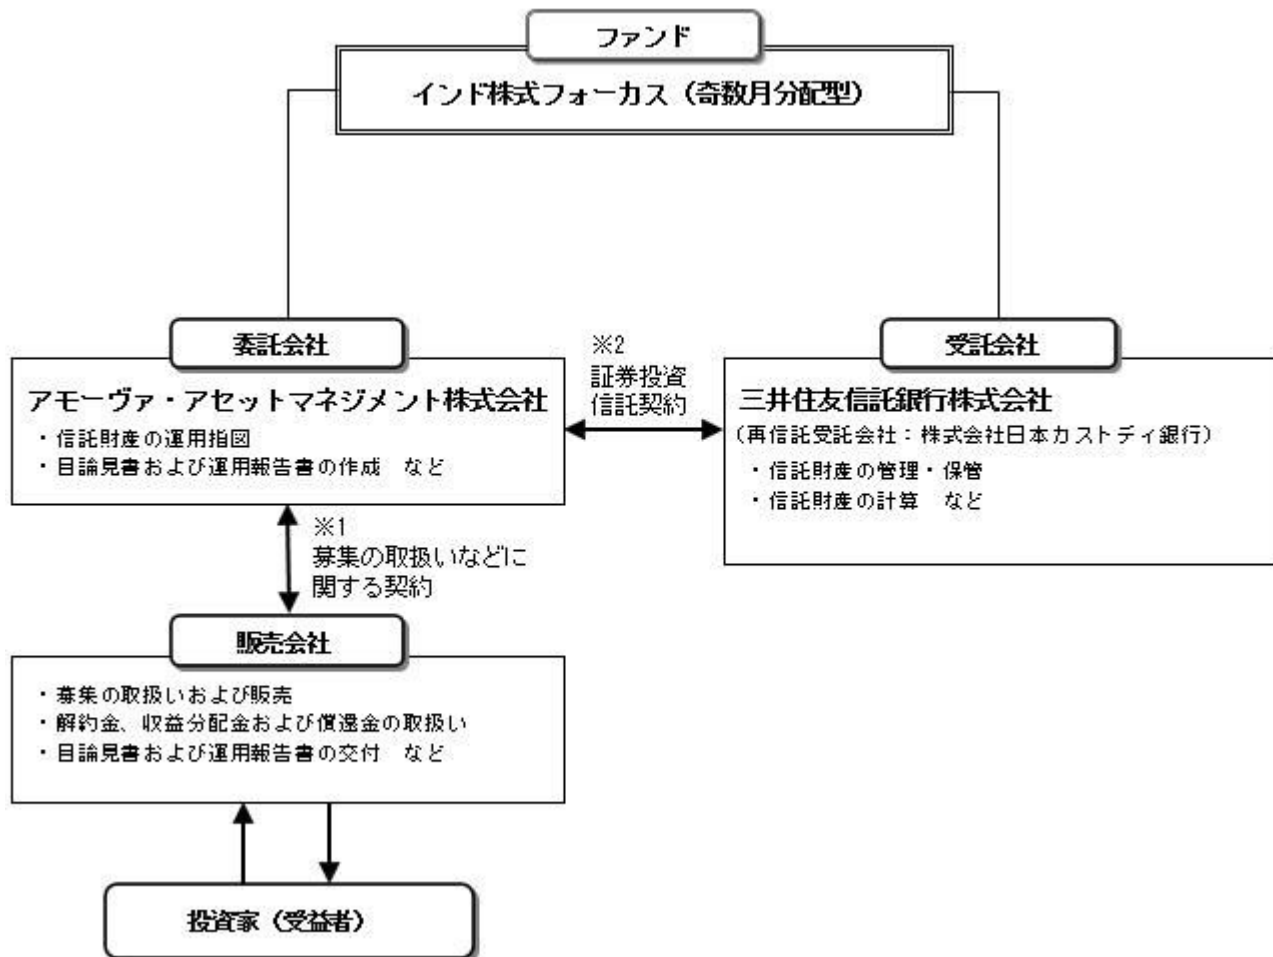 ファンド
インド株式フォーカス（奇数月分配型）
委託会社
アモーヴァ・アセットマネジメント株式会社
・信託財産の運用指図
・目論見書および運用報告書の作成　など
※2
証券投資
信託契約
受託会社
三井住友信託銀行株式会社
（再信託受託会社：株式会社日本カストディ銀行）
・信託財産の管理・保管
・信託財産の計算　など
※1
募集の取扱いなどに
関する契約
販売会社
・募集の取扱いおよび販売
・解約金、収益分配金および償還金の取扱い
・目論見書および運用報告書の交付　など
投資家（受益者）